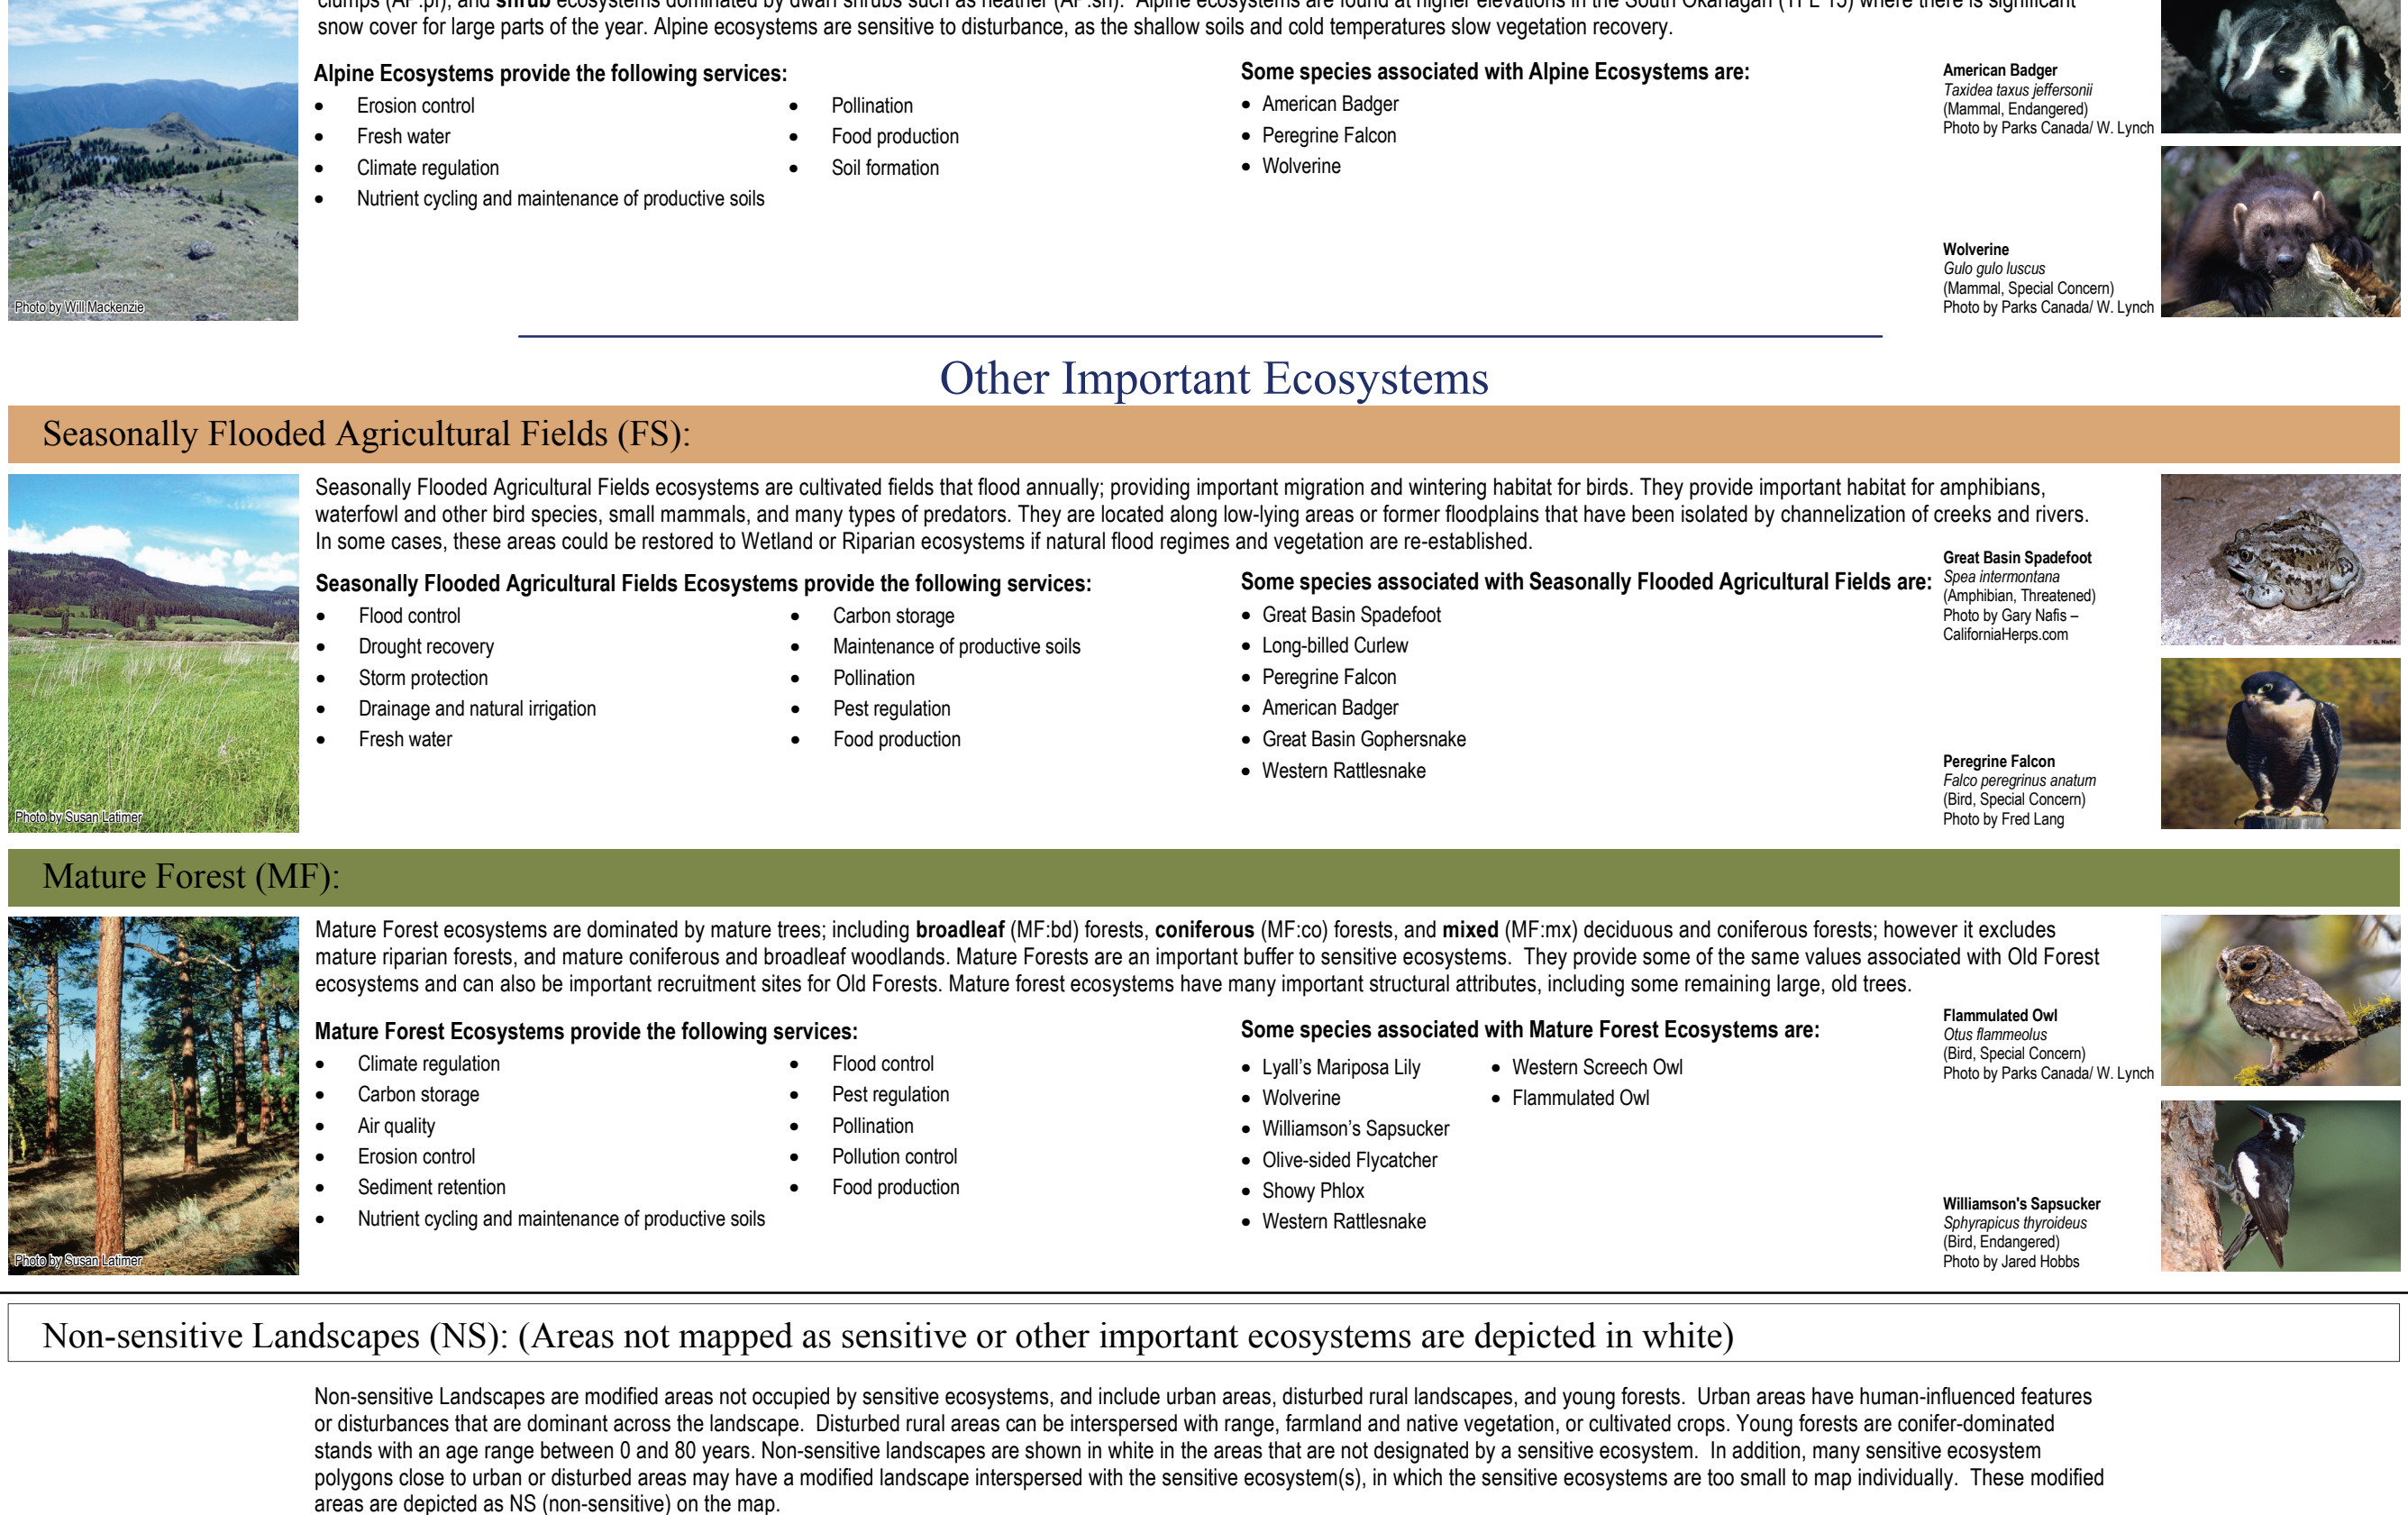 clumps (AP:pf), and shrub ecosystems dominated by dwarf shrubs such as heather (AP:sh).  Alpine ecosystems are found at higher elevations in the South Okanagan (TFL 15) where there is significant
snow cover for large parts of the year. Alpine ecosystems are sensitive to disturbance, as the shallow soils and cold temperatures slow vegetation recovery.
Alpine Ecosystems provide the following services:
• Erosion control
• Fresh water
• Climate regulation
• Nutrient cycling and maintenance of productive soils
• Pollination
• Food production
• Soil formation
Some species associated with Alpine Ecosystems are:
• American Badger
• Peregrine Falcon
• Wolverine
American Badger
Taxidea taxus jeffersonii
(Mammal, Endangered)
Photo by Parks Canada/ W. Lynch
Wolverine
Gulo gulo luscus
(Mammal, Special Concern)
Photo by Parks Canada/ W. Lynch
Photo by Will Mackenzie
Other Important Ecosystems
Seasonally Flooded Agricultural Fields (FS):
Seasonally Flooded Agricultural Fields ecosystems are cultivated fields that flood annually; providing important migration and wintering habitat for birds. They provide important habitat for amphibians,
waterfowl and other bird species, small mammals, and many types of predators. They are located along low-lying areas or former floodplains that have been isolated by channelization of creeks and rivers.
In some cases, these areas could be restored to Wetland or Riparian ecosystems if natural flood regimes and vegetation are re-established.
Seasonally Flooded Agricultural Fields Ecosystems provide the following services:
• Flood control
• Drought recovery
• Storm protection
• Drainage and natural irrigation
• Fresh water
• Carbon storage
• Maintenance of productive soils
• Pollination
• Pest regulation
• Food production
Some species associated with Seasonally Flooded Agricultural Fields are:
• Great Basin Spadefoot
• Long-billed Curlew
• Peregrine Falcon
• American Badger
• Great Basin Gophersnake
• Western Rattlesnake
Great Basin Spadefoot
Spea intermontana
(Amphibian, Threatened)
Photo by Gary Nafis –
CaliforniaHerps.com
© G. Nafis
Peregrine Falcon
Falco peregrinus anatum
(Bird, Special Concern)
Photo by Fred Lang
Photo by Susan Latimer
Mature Forest (MF):
Mature Forest ecosystems are dominated by mature trees; including broadleaf (MF:bd) forests, coniferous (MF:co) forests, and mixed (MF:mx) deciduous and coniferous forests; however it excludes
mature riparian forests, and mature coniferous and broadleaf woodlands. Mature Forests are an important buffer to sensitive ecosystems.  They provide some of the same values associated with Old Forest
ecosystems and can also be important recruitment sites for Old Forests. Mature forest ecosystems have many important structural attributes, including some remaining large, old trees.
Mature Forest Ecosystems provide the following services:
• Climate regulation
• Carbon storage
• Air quality
• Erosion control
• Sediment retention
• Nutrient cycling and maintenance of productive soils
• Flood control
• Pest regulation
• Pollination
• Pollution control
• Food production
Some species associated with Mature Forest Ecosystems are:
• Lyall’s Mariposa Lily
• Wolverine
• Williamson’s Sapsucker
• Olive-sided Flycatcher
• Showy Phlox
• Western Rattlesnake
• Western Screech Owl
• Flammulated Owl
Flammulated Owl
Otus flammeolus
(Bird, Special Concern)
Photo by Parks Canada/ W. Lynch
Williamson's Sapsucker
Sphyrapicus thyroideus
(Bird, Endangered)
Photo by Jared Hobbs
Photo by Susan Latimer
Non-sensitive Landscapes (NS): (Areas not mapped as sensitive or other important ecosystems are depicted in white)
Non-sensitive Landscapes are modified areas not occupied by sensitive ecosystems, and include urban areas, disturbed rural landscapes, and young forests.  Urban areas have human-influenced features
or disturbances that are dominant across the landscape.  Disturbed rural areas can be interspersed with range, farmland and native vegetation, or cultivated crops. Young forests are conifer-dominated
stands with an age range between 0 and 80 years. Non-sensitive landscapes are shown in white in the areas that are not designated by a sensitive ecosystem.  In addition, many sensitive ecosystem
polygons close to urban or disturbed areas may have a modified landscape interspersed with the sensitive ecosystem(s), in which the sensitive ecosystems are too small to map individually.  These modified
areas are depicted as NS (non-sensitive) on the map.